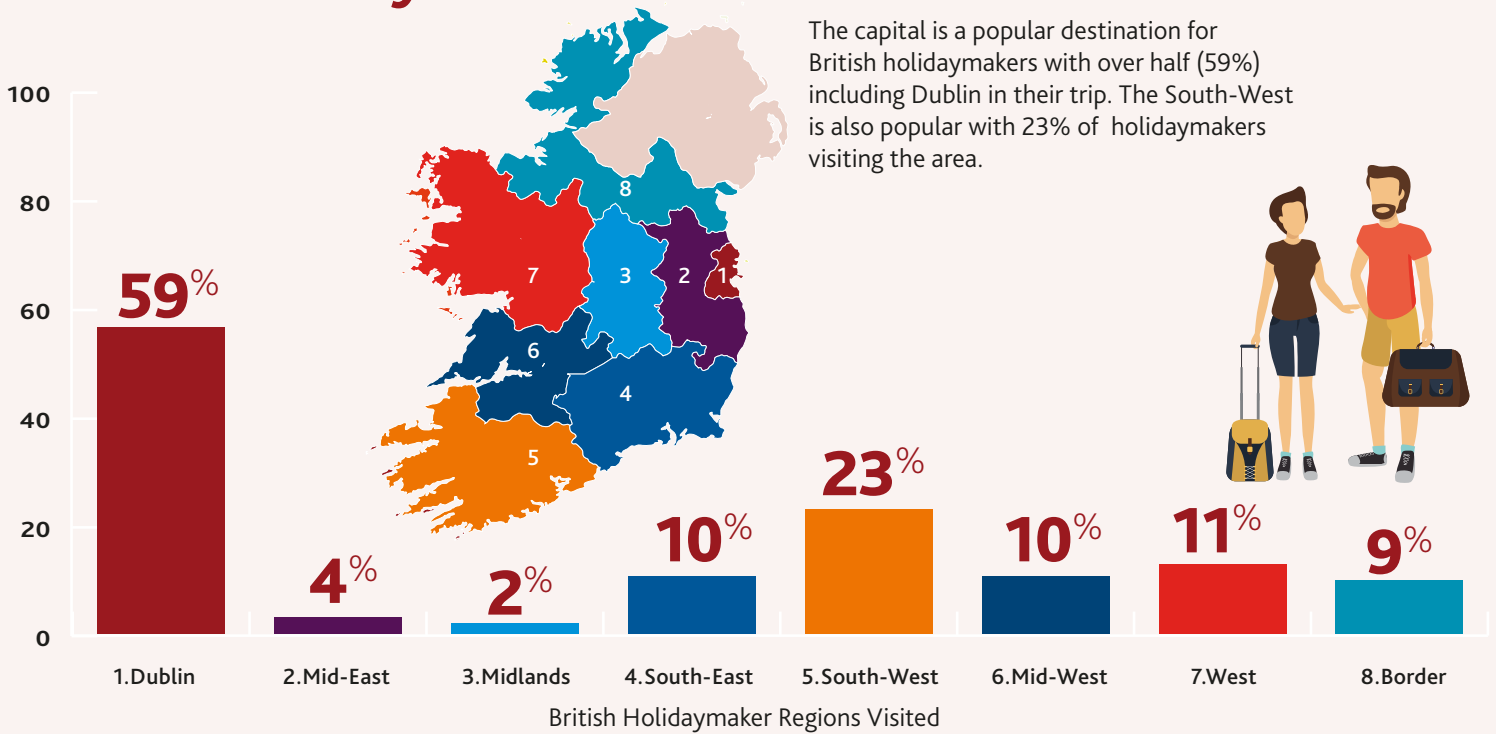 The capital is a popular destination for
British holidaymakers with over half (59%)
including Dublin in their trip. The South-West
is also popular with 23% of holidaymakers
visiting the area.
100
80
60
40
20
0
8
7
3
2
1
6
4
5
59%
4%
2%
10%
23%
10%
11%
9%
1.Dublin
2.Mid-East
3.Midlands
4.South-East
5.South-West
6.Mid-West
7.West
8.Border
British Holidaymaker Regions Visited